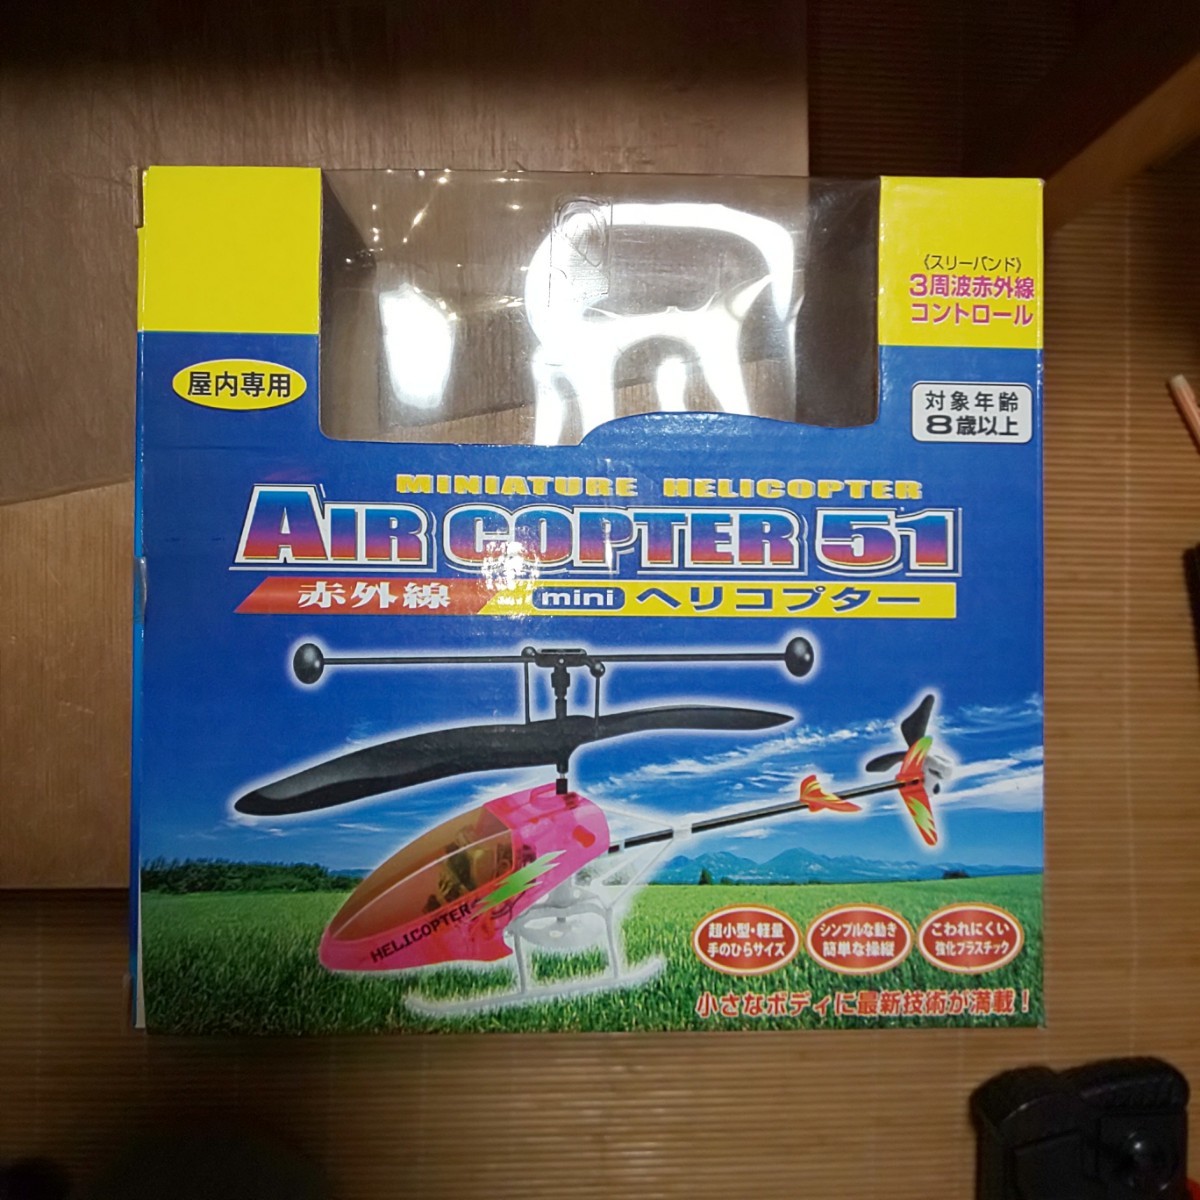 《スリーバンド》
3周波赤外線
コントロール
屋内専用
対象年齢
8歳以上
MINIATURE HELICOPTER
AIR COPTER 51
赤外線 mini ヘリコプター
HELICOPTER
超小型・軽量
手のひらサイズ
シンプルな動き
簡単な操縦
こわれにくい
強化プラスチック
小さなボディに最新技術が満載!